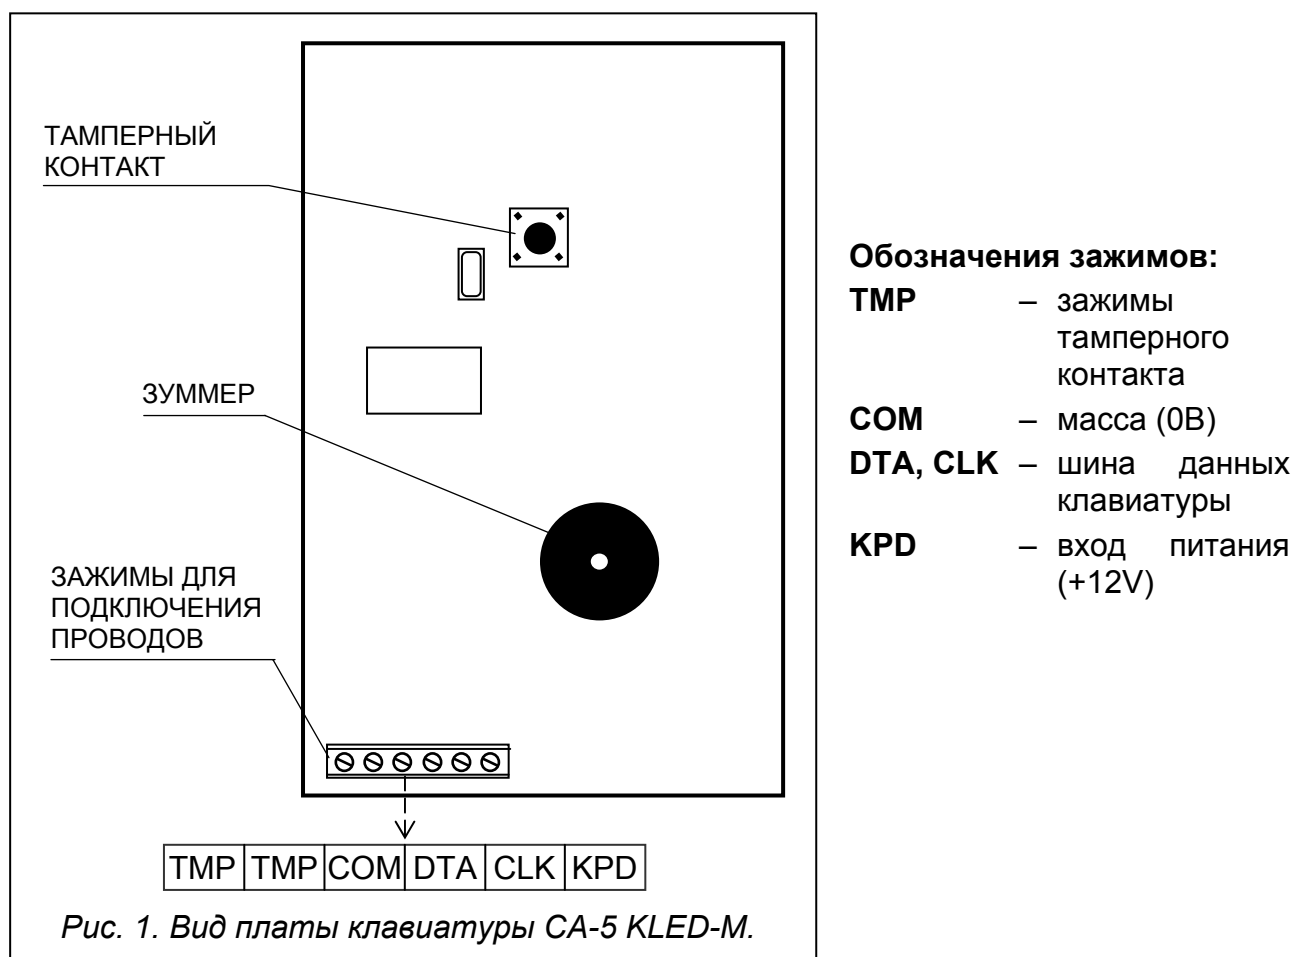 ТАМПЕРНЫЙ
КОНТАКТ
ЗУММЕР
ЗАЖИМЫ ДЛЯ
ПОДКЛЮЧЕНИЯ
ПРОВОДОВ
TMP TMP COM DTA CLK KPD
Рис. 1. Вид платы клавиатуры CA-5 KLED-M.
Обозначения зажимов:
TMP – зажимы
тамперного
контакта
COM – масса (0В)
DTA, CLK – шина данных
клавиатуры
KPD – вход питания
(+12V)